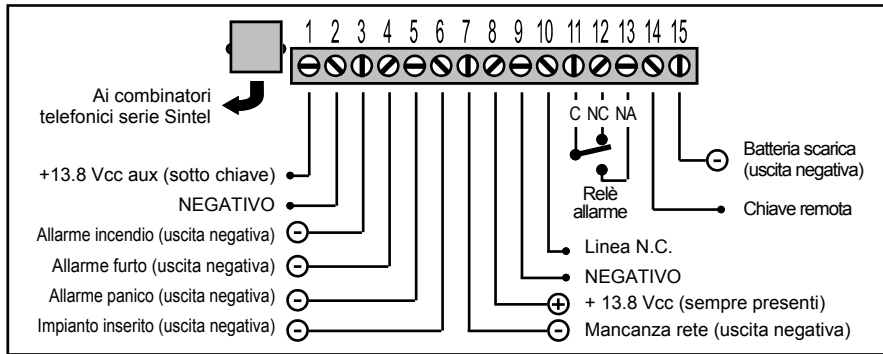 1 2 3 4 5 6 7 8 9 10 11 12 13 14 15
Ai combinatori
telefonici serie Sintel
C NC NA
+13.8 Vcc aux (sotto chiave)
NEGATIVO
Allarme incendio (uscita negativa)
Allarme furto (uscita negativa)
Allarme panico (uscita negativa)
Impianto inserito (uscita negativa)
Relè
allarme
Batteria scarica
(uscita negativa)
Chiave remota
Linea N.C.
NEGATIVO
+ 13.8 Vcc (sempre presenti)
Mancanza rete (uscita negativa)